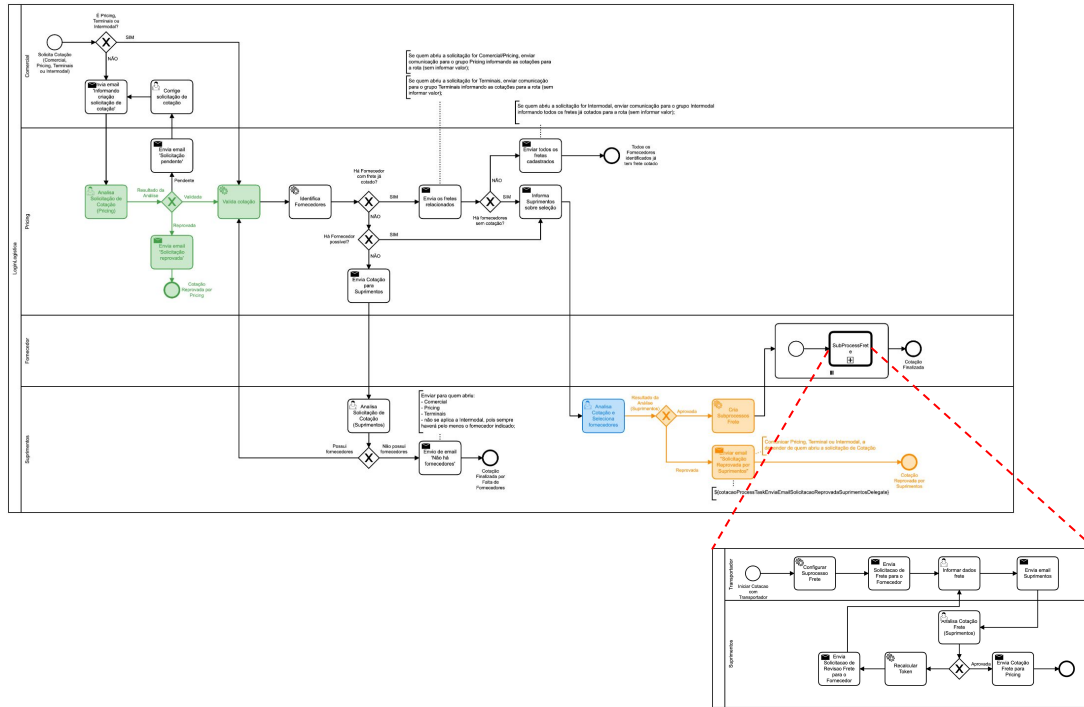 É Pricing,
Terminais ou
Intermodal?
SIM
Solicita Cotação
(Comercial,
Pricing, Terminais
ou Intermodal)
NÃO
Comercial
Envia email
"Informando
criação
solicitação de
cotação"
Corrige
solicitação de
cotação
Se quem abriu a solicitação for Comercial/Pricing, enviar
comunicação para o grupo Pricing informando as cotações para
a rota (sem informar valor);
Se quem abriu a solicitação for Terminais, enviar comunicação
para o grupo Terminais informando as cotações para a rota (sem
informar valor);
Se quem abriu a solicitação for Intermodal, enviar comunicação para o grupo Intermodal
informando todos os fretes já cotados para a rota (sem informar valor);
LoginLogística
Pricing
Envia email
"Solicitação
pendente"
Pendente
Analisa
Solicitação de
Cotação
(Pricing)
Resultado da
Análise
Validada
Reprovada
Envia email
"Solicitação
reprovada"
Cotação
Reprovada por
Pricing
Valida cotação
Identifica
Fornecedores
Há Fornecedor
com frete já
cotado?
SIM
NÃO
Envia os fretes
relacionados
Há Fornecedor
possível?
SIM
NÃO
Envia Cotação
para
Suprimentos
Enviar todos os
fretes
cadastrados
NÃO
SIM
Há fornecedores
sem cotação?
Informa
Suprimentos
sobre seleção
Todos os
Fornecedores
identificados já
tem frete cotado
Fornecedor
SubProcessFret
e
Cotação
Finalizada
Suprimentos
Analisa
Solicitação de
Cotação
(Suprimentos)
Possui
fornecedores
Não possui
fornecedores
Enviar para quem abriu:
- Comercial
- Pricing
- Terminais
- não se aplica a Intermodal, pois sempre
haverá pelo menos o fornecedor indicado;
Envio de email
"Não há
fornecedores"
Cotação
Finalizada por
Falta de
Fornecedores
Analisa
Cotação e
Seleciona
fornecedores
Resultado da
Análise
(Suprimentos)
Aprovada
Cria
Subprocesso
Frete
Reprovada
Enviar email
"Solicitação
Reprovada por
Suprimentos"
Comunicar Pricing, Terminal ou Intermodal, a
depender de quem abriu a solicitação de Cotação
Cotação
Reprovada por
Suprimentos
${cotacaoProcessTaskEnviaEmailSolicitacaoReprovadaSuprimentosDelegate}
Transportador
Iniciar Cotacao
com
Transportador
Configurar
Suprocesso
Frete
Envia
Solicitacao de
Frete para o
Fornecedor
Informar dados
frete
Envia email
Suprimentos
Suprimentos
Analisa Cotação
Frete
(Suprimentos)
Envia
Solicitacao de
Revisao Frete
para o
Fornecedor
Recalcular
Token
Aprovada
Envia Cotação
Frete para
Pricing